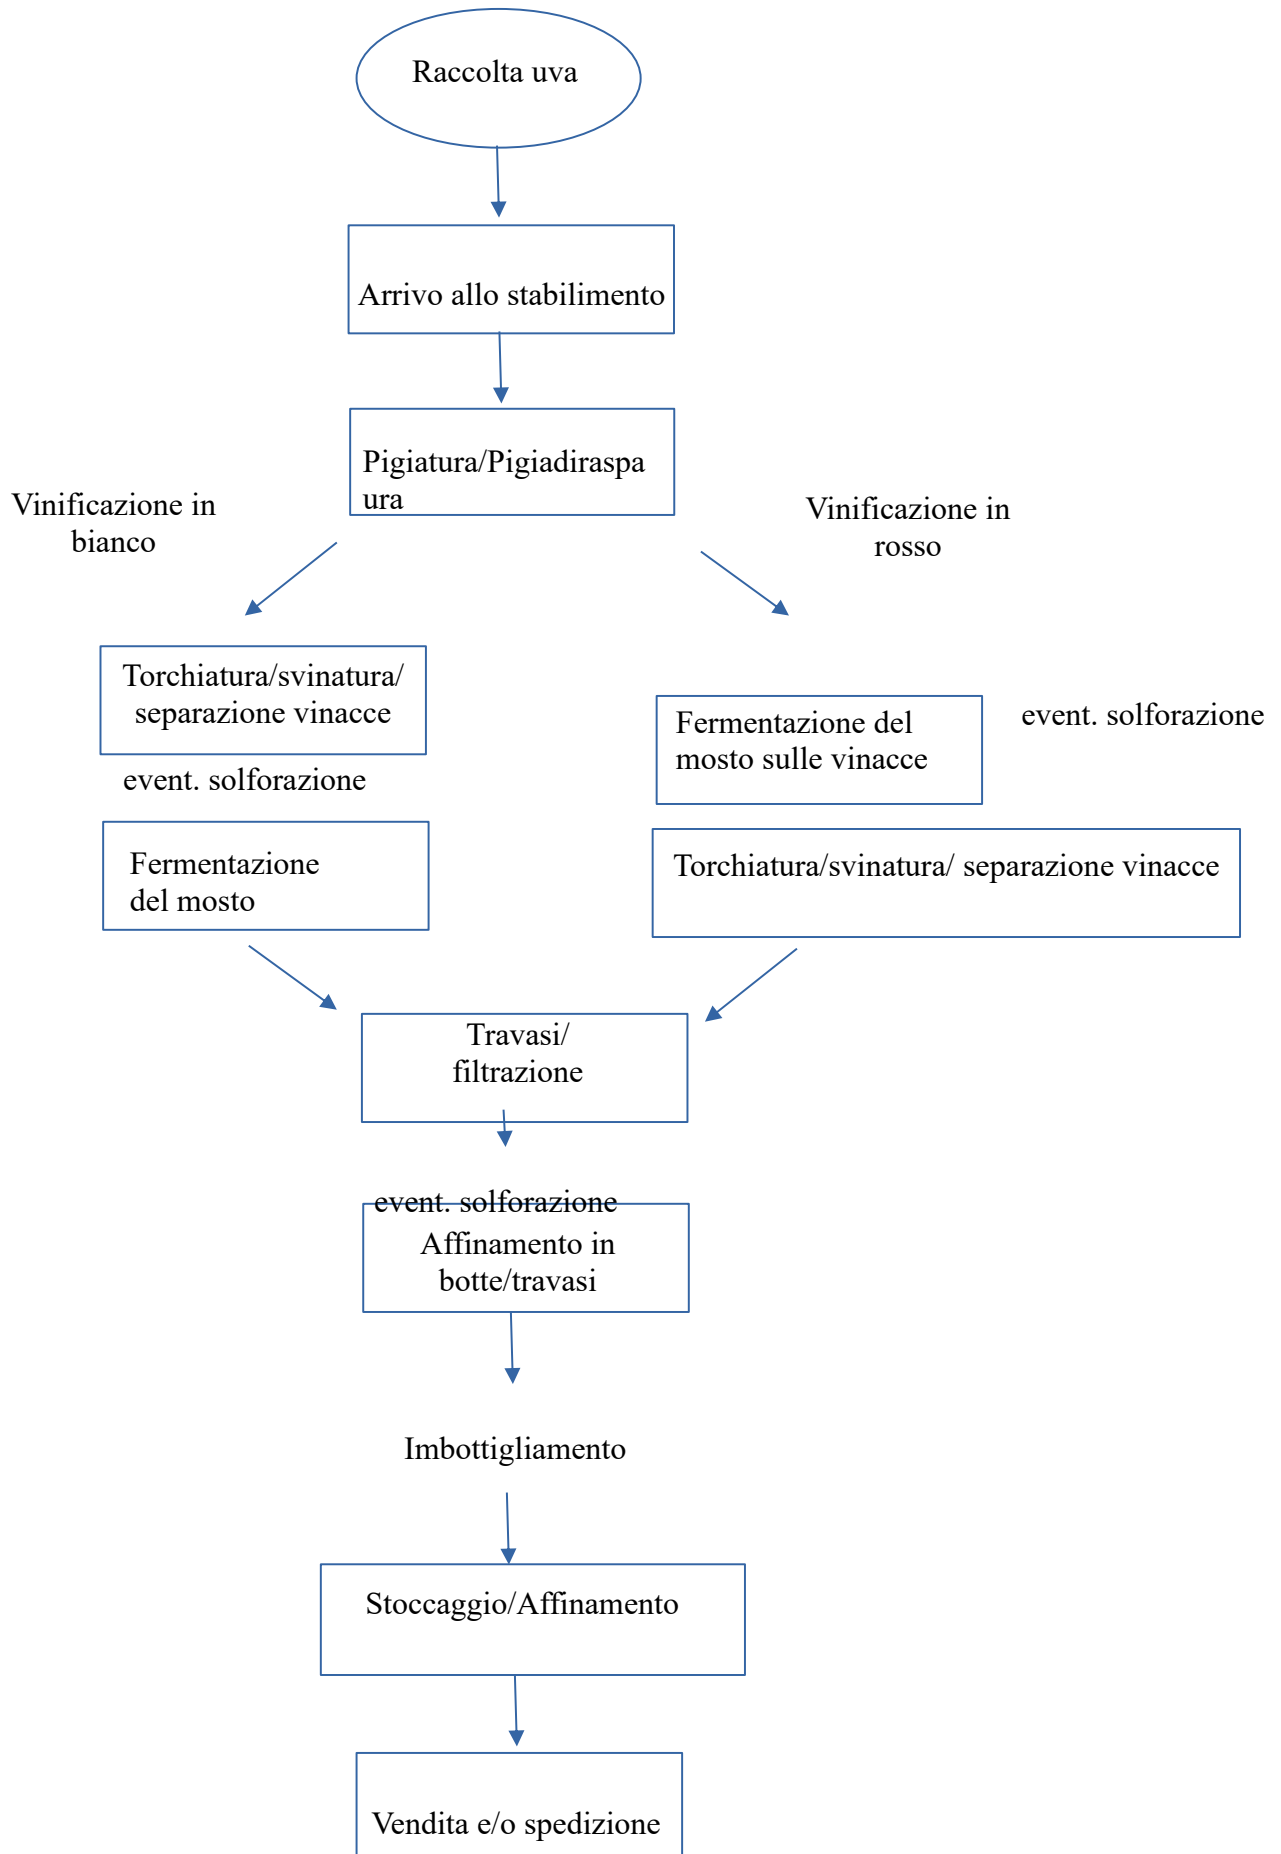 Raccolta uva
Arrivo allo stabilimento
Pigiatura/Pigiadiraspa
ura
Vinificazione in
bianco
Vinificazione in
rosso
Torchiatura/svinatura/
separazione vinacce
event. solforazione
Fermentazione
del mosto
Fermentazione del
mosto sulle vinacce
event. solforazione
Torchiatura/svinatura/ separazione vinacce
Travasi/
filtrazione
event. solforazione
Affinamento in
botte/travasi
Imbottigliamento
Stoccaggio/Affinamento
Vendita e/o spedizione